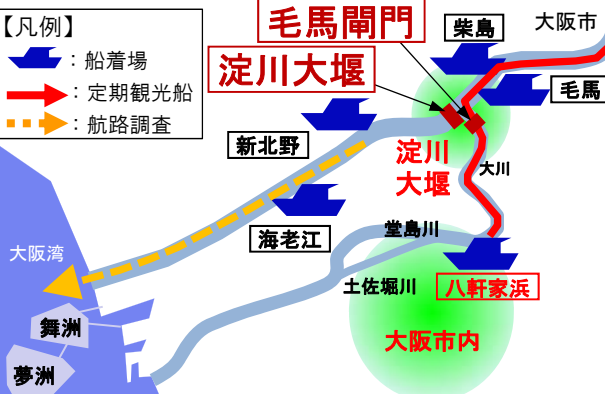 【凡例】
：船着場
：定期観光船
：航路調査
毛馬閘門
淀川大堰
柴島
大阪市
毛馬
新北野
淀川
大堰
大川
海老江
堂島川
大阪湾
土佐堀川
八軒家浜
舞洲
大阪市内
夢洲